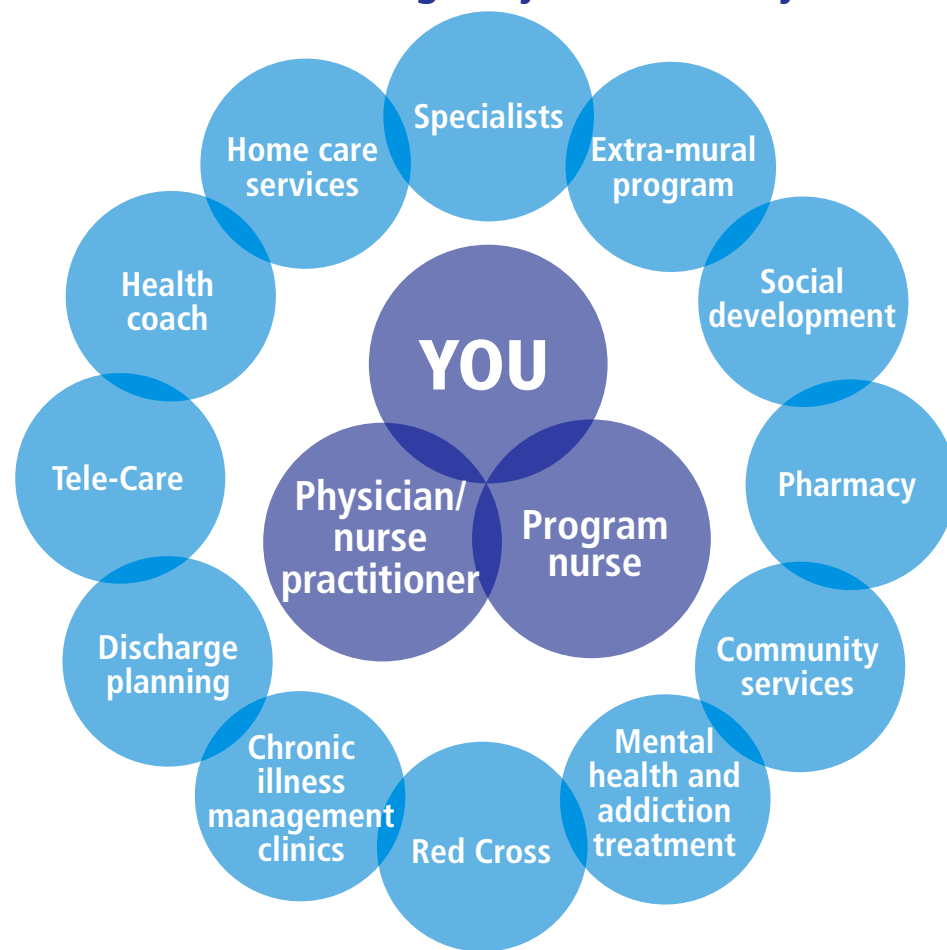 Specialists
Extra-mural
program
Social
development
Pharmacy
Community
services
Mental
health and
addiction
treatment
Red Cross
Chronic
illness
management
clinics
Discharge
planning
Tele-Care
Health
coach
Home care
services
YOU
Physician/
nurse
practitioner
Program
nurse